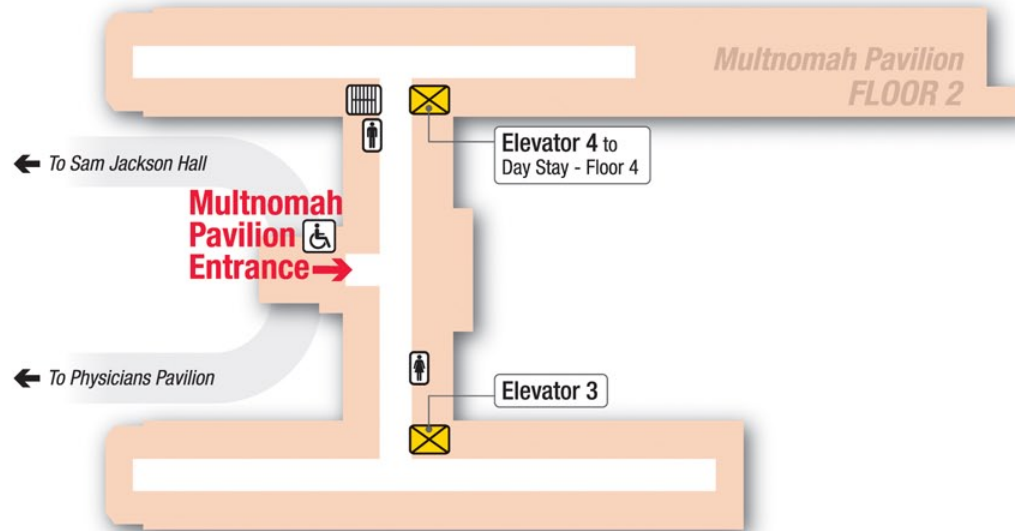 Multnomah Pavilion
FLOOR 2
Elevator 4 to
Day Stay - Floor 4
To Sam Jackson Hall
Multnomah
Pavilion
Entrance
To Physicians Pavilion
Elevator 3